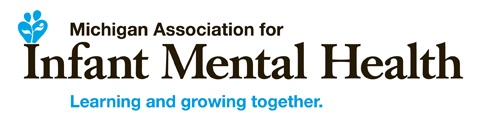 Michigan Association for
Infant Mental Health
Learning and growing together.